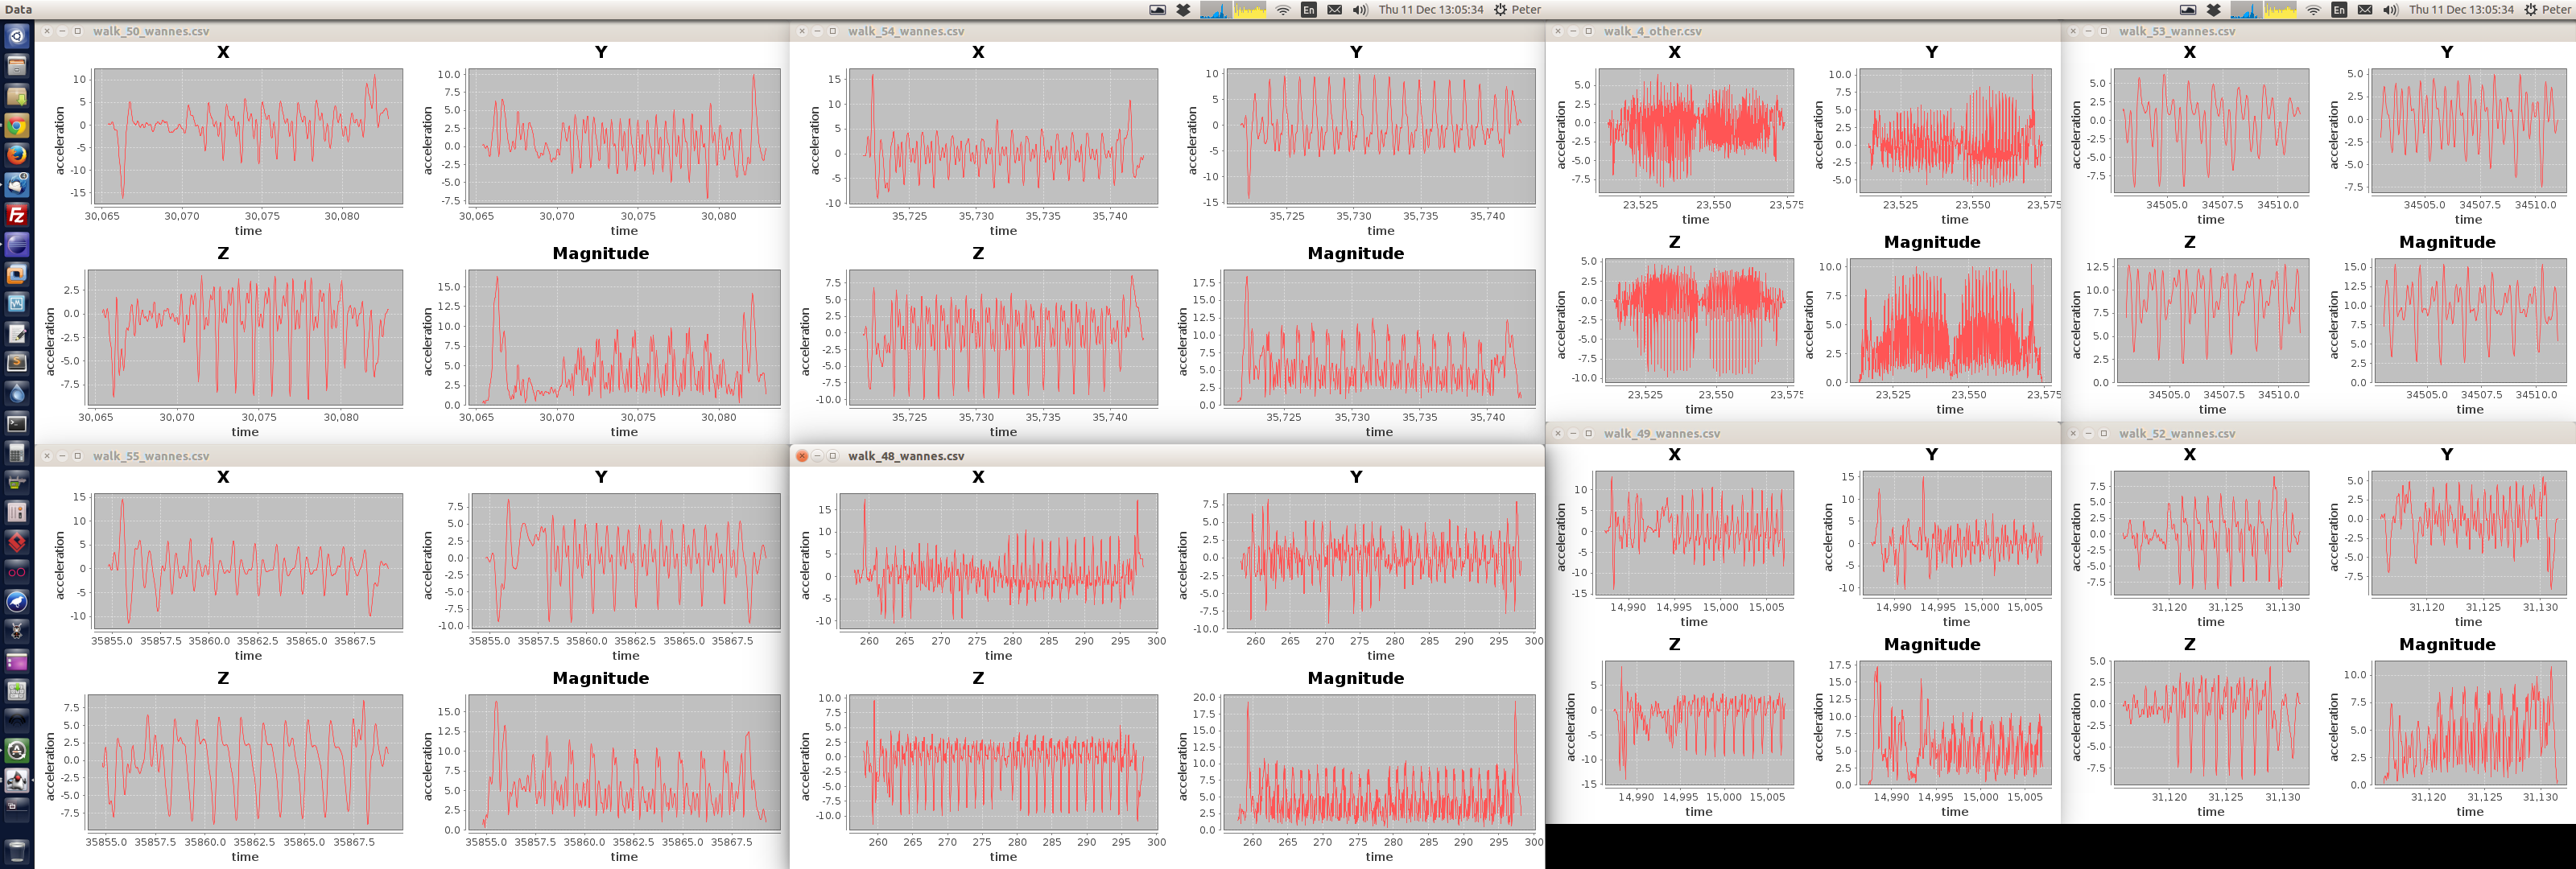 Data
En
Thu 11 Dec 13:05:34
Peter
En
Thu 11 Dec 13:05:34
Peter
walk_50_wannes.csv
X
acceleration
10
5
0
-5
-10
-15
30,065 30,070 30,075 30,080
time
Y
acceleration
10.0
7.5
5.0
2.5
0.0
-2.5
-5.0
-7.5
30,065 30,070 30,075 30,080
time
Z
acceleration
2.5
0.0
-2.5
-5.0
-7.5
30,065 30,070 30,075 30,080
time
Magnitude
acceleration
15.0
12.5
10.0
7.5
5.0
2.5
0.0
30,065 30,070 30,075 30,080
time
walk_54_wannes.csv
X
acceleration
15
10
5
0
-5
-10
35,725 35,730 35,735 35,740
time
Y
acceleration
10
5
0
-5
-10
-15
35,725 35,730 35,735 35,740
time
Z
acceleration
7.5
5.0
2.5
0.0
-2.5
-5.0
-7.5
-10.0
35,725 35,730 35,735 35,740
time
Magnitude
acceleration
17.5
15.0
12.5
10.0
7.5
5.0
2.5
0.0
35,725 35,730 35,735 35,740
time
walk_4_other.csv
X
acceleration
5.0
2.5
0.0
-2.5
-5.0
-7.5
23,525 23,550 23,575
time
Y
acceleration
10.0
7.5
5.0
2.5
0.0
-2.5
-5.0
23,525 23,550 23,575
time
Z
acceleration
5.0
2.5
0.0
-2.5
-5.0
-7.5
-10.0
23,525 23,550 23,575
time
Magnitude
acceleration
10.0
7.5
5.0
2.5
0.0
23,525 23,550 23,575
time
walk_53_wannes.csv
X
acceleration
5.0
2.5
0.0
-2.5
-5.0
-7.5
34505.0 34507.5 34510.0
time
Y
acceleration
5.0
2.5
0.0
-2.5
-5.0
-7.5
34505.0 34507.5 34510.0
time
Z
acceleration
12.5
10.0
7.5
5.0
2.5
0.0
34505.0 34507.5 34510.0
time
Magnitude
acceleration
15.0
12.5
10.0
7.5
5.0
2.5
0.0
34505.0 34507.5 34510.0
time
walk_55_wannes.csv
X
acceleration
15
10
5
0
-5
-10
35855.0 35857.5 35860.0 35862.5 35865.0 35867.5
time
Y
acceleration
7.5
5.0
2.5
0.0
-2.5
-5.0
-7.5
-10.0
35855.0 35857.5 35860.0 35862.5 35865.0 35867.5
time
Z
acceleration
7.5
5.0
2.5
0.0
-2.5
-5.0
-7.5
35855.0 35857.5 35860.0 35862.5 35865.0 35867.5
time
Magnitude
acceleration
15.0
12.5
10.0
7.5
5.0
2.5
0.0
35855.0 35857.5 35860.0 35862.5 35865.0 35867.5
time
walk_48_wannes.csv
X
acceleration
15
10
5
0
-5
-10
260 265 270 275 280 285 290 295 300
time
Y
acceleration
7.5
5.0
2.5
0.0
-2.5
-5.0
-7.5
-10.0
260 265 270 275 280 285 290 295 300
time
Z
acceleration
10.0
7.5
5.0
2.5
0.0
-2.5
-5.0
-7.5
-10.0
260 265 270 275 280 285 290 295 300
time
Magnitude
acceleration
20.0
17.5
15.0
12.5
10.0
7.5
5.0
2.5
0.0
260 265 270 275 280 285 290 295 300
time
walk_49_wannes.csv
X
acceleration
10
5
0
-5
-10
-15
14,990 14,995 15,000 15,005
time
Y
acceleration
15
10
5
0
-5
-10
14,990 14,995 15,000 15,005
time
Z
acceleration
5
0
-5
-10
-15
14,990 14,995 15,000 15,005
time
Magnitude
acceleration
17.5
15.0
12.5
10.0
7.5
5.0
2.5
0.0
14,990 14,995 15,000 15,005
time
walk_52_wannes.csv
X
acceleration
7.5
5.0
2.5
0.0
-2.5
-5.0
-7.5
31,120 31,125 31,130
time
Y
acceleration
5.0
2.5
0.0
-2.5
-5.0
-7.5
31,120 31,125 31,130
time
Z
acceleration
5.0
2.5
0.0
-2.5
-5.0
-7.5
31,120 31,125 31,130
time
Magnitude
acceleration
10.0
7.5
5.0
2.5
0.0
31,120 31,125 31,130
time